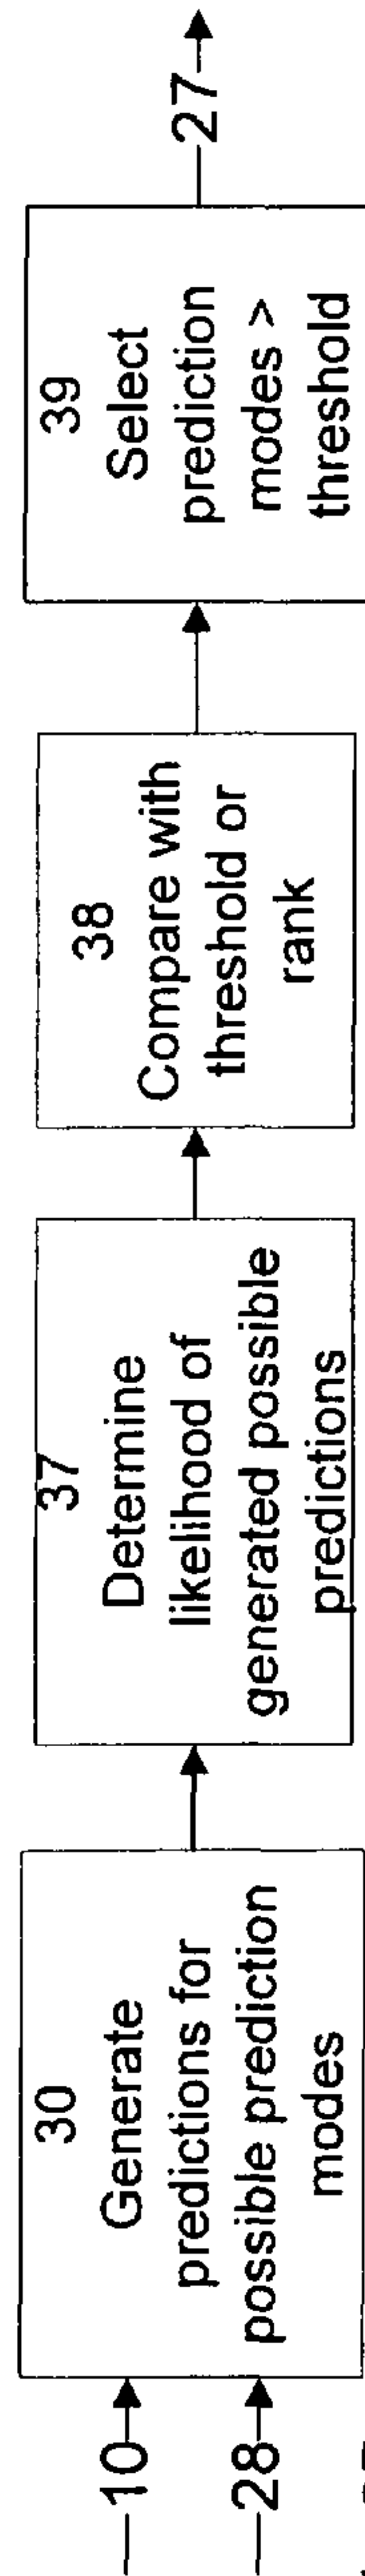 10
28
30
Generate
predictions for
possible prediction
modes
37
Determine
likelihood of
generated possible
predictions
38
Compare with
threshold or
rank
39
Select
prediction
modes >
threshold
27